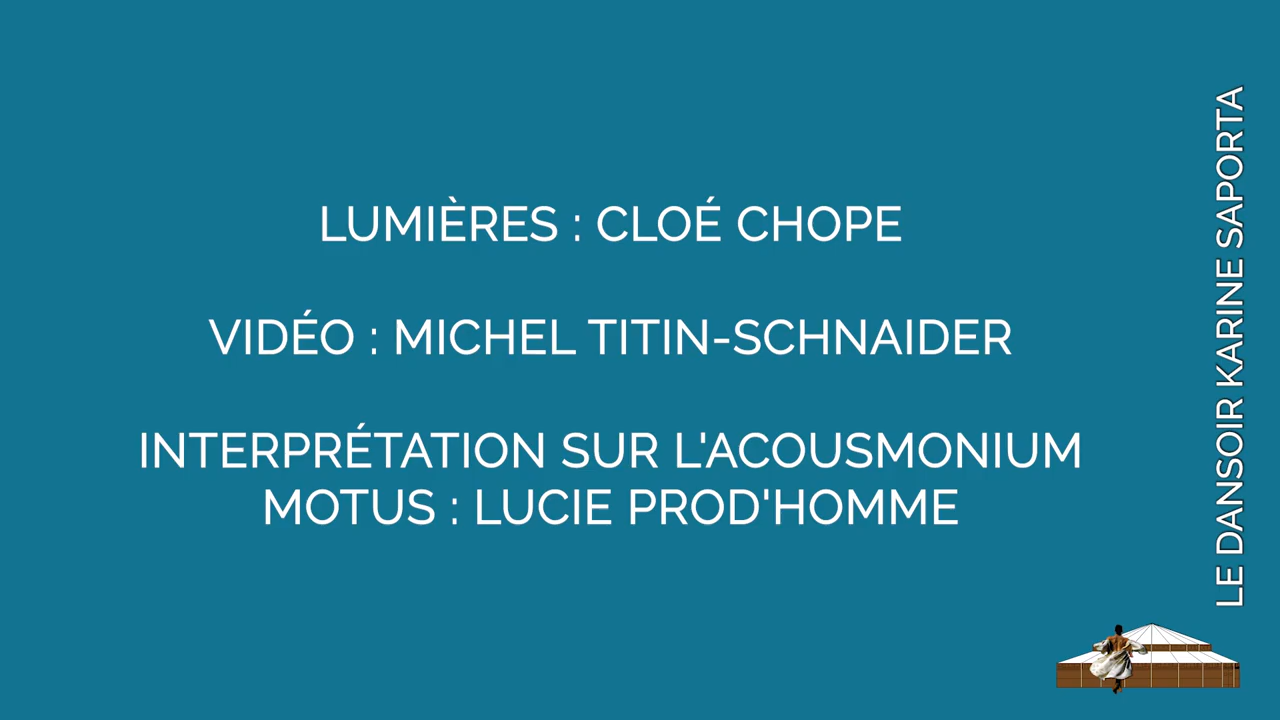 LUMIÈRES : CLOÉ CHOPE
VIDÉO : MICHEL TITIN-SCHNAIDER
INTERPRÉTATION SUR L'ACOUSMONIUM
MOTUS : LUCIE PROD'HOMME
LE DANSOIR KARINE SAPORTA